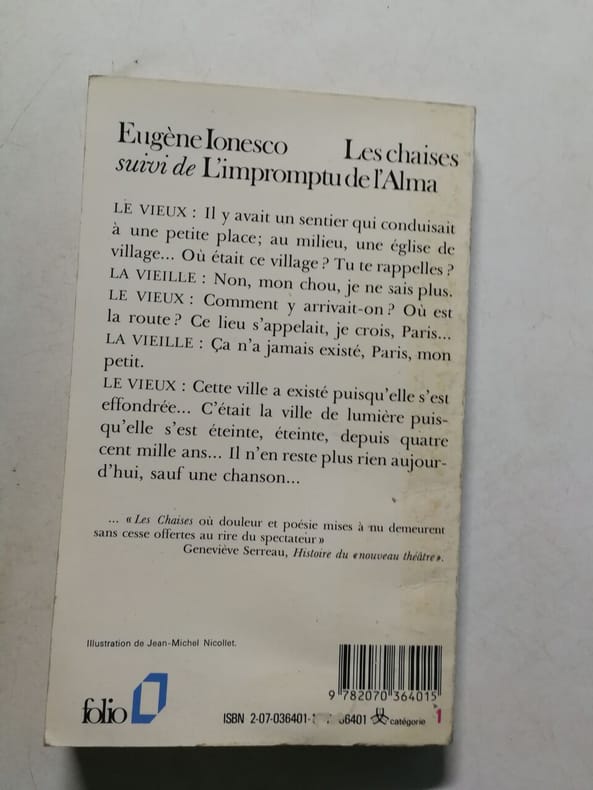 Eugène Ionesco Les chaises
suivi de L'impromptu de l'Alma
LE VIEUX : Il y avait un sentier qui conduisait
à une petite place; au milieu, une église de
village... Où était ce village ? Tu te rappelles ?
LA VIEILLE : Non, mon chou, je ne sais plus.
LE VIEUX : Comment y arrivait-on ? Où est
la route ? Ce lieu s'appelait, je crois, Paris...
LA VIEILLE : Ça n'a jamais existé, Paris, mon
petit.
LE VIEUX : Cette ville a existé puisqu'elle s'est
effondrée... C'était la ville de lumière puis-
qu'elle s'est éteinte, éteinte, depuis quatre
cent mille ans... Il n'en reste plus rien aujour-
d'hui, sauf une chanson...
... « Les Chaises où douleur et poésie mises à nu demeurent
sans cesse offertes au rire du spectateur »
Geneviève Serreau, Histoire du « nouveau théâtre ».
Illustration de Jean-Michel Nicollet.
9 782070 364015
folio
ISBN 2-07-036401- 36401 catégorie 1